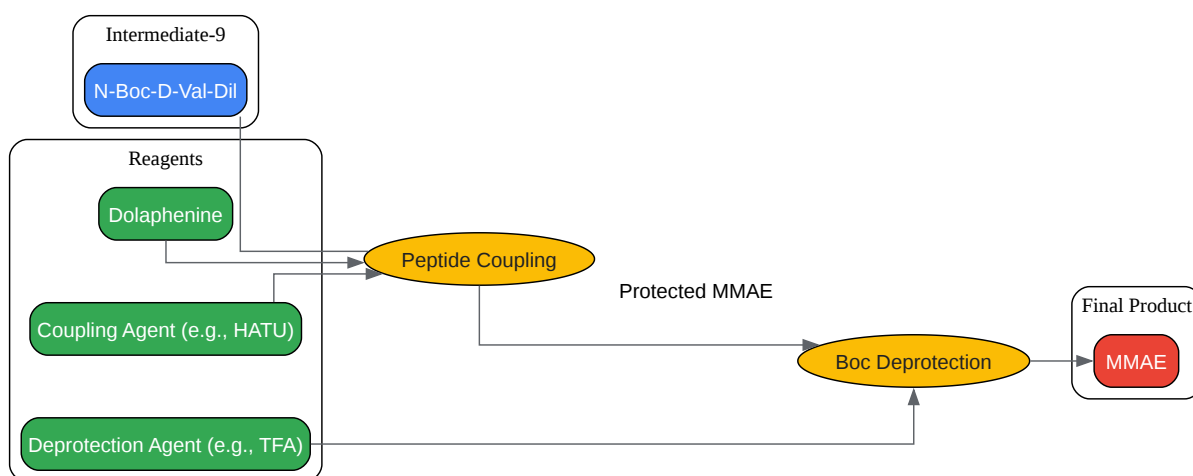 Intermediate-9
N-Boc-D-Val-Dil
Reagents
Dolaphenine
Peptide Coupling
Coupling Agent (e.g., HATU)
Protected MMAE
Final Product
Boc Deprotection
MMAE
Deprotection Agent (e.g., TFA)